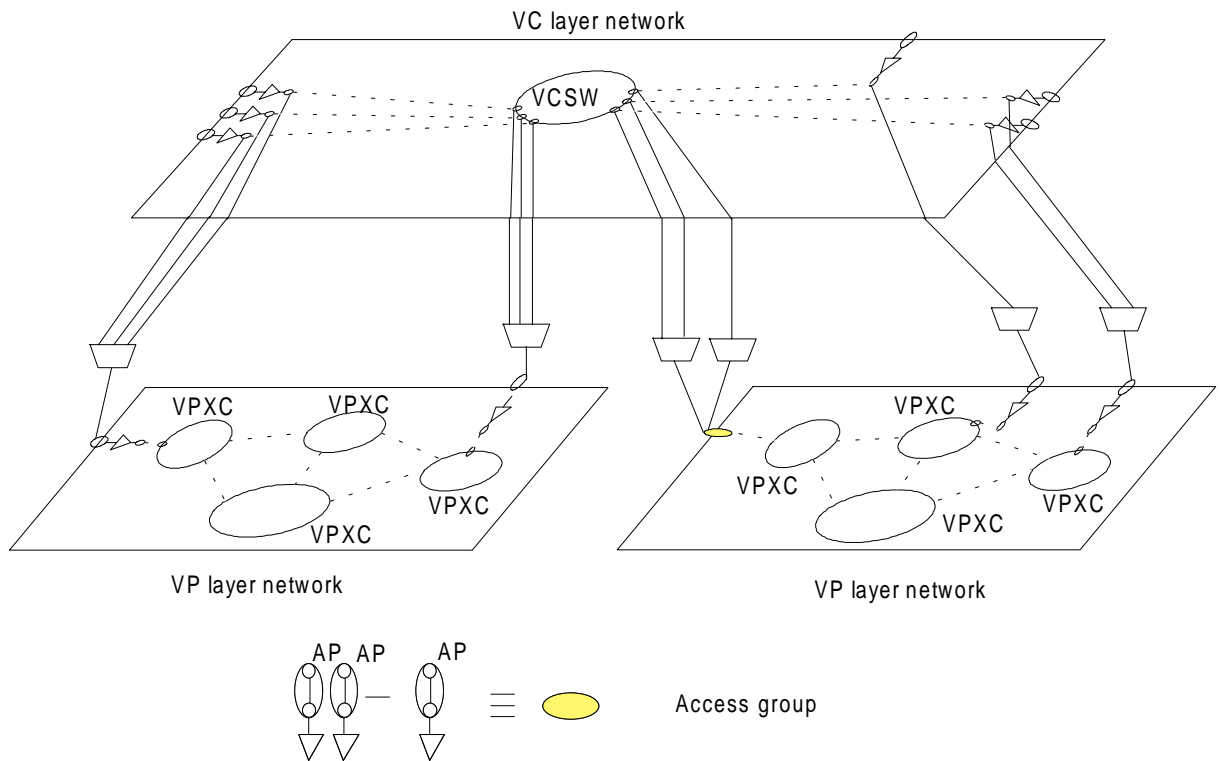 VC layer network
VCSW
VPXC
VPXC
VPXC
VPXC
VPXC
VPXC
VPXC
VPXC
VP layer network
VP layer network
AP
AP
AP
Access group